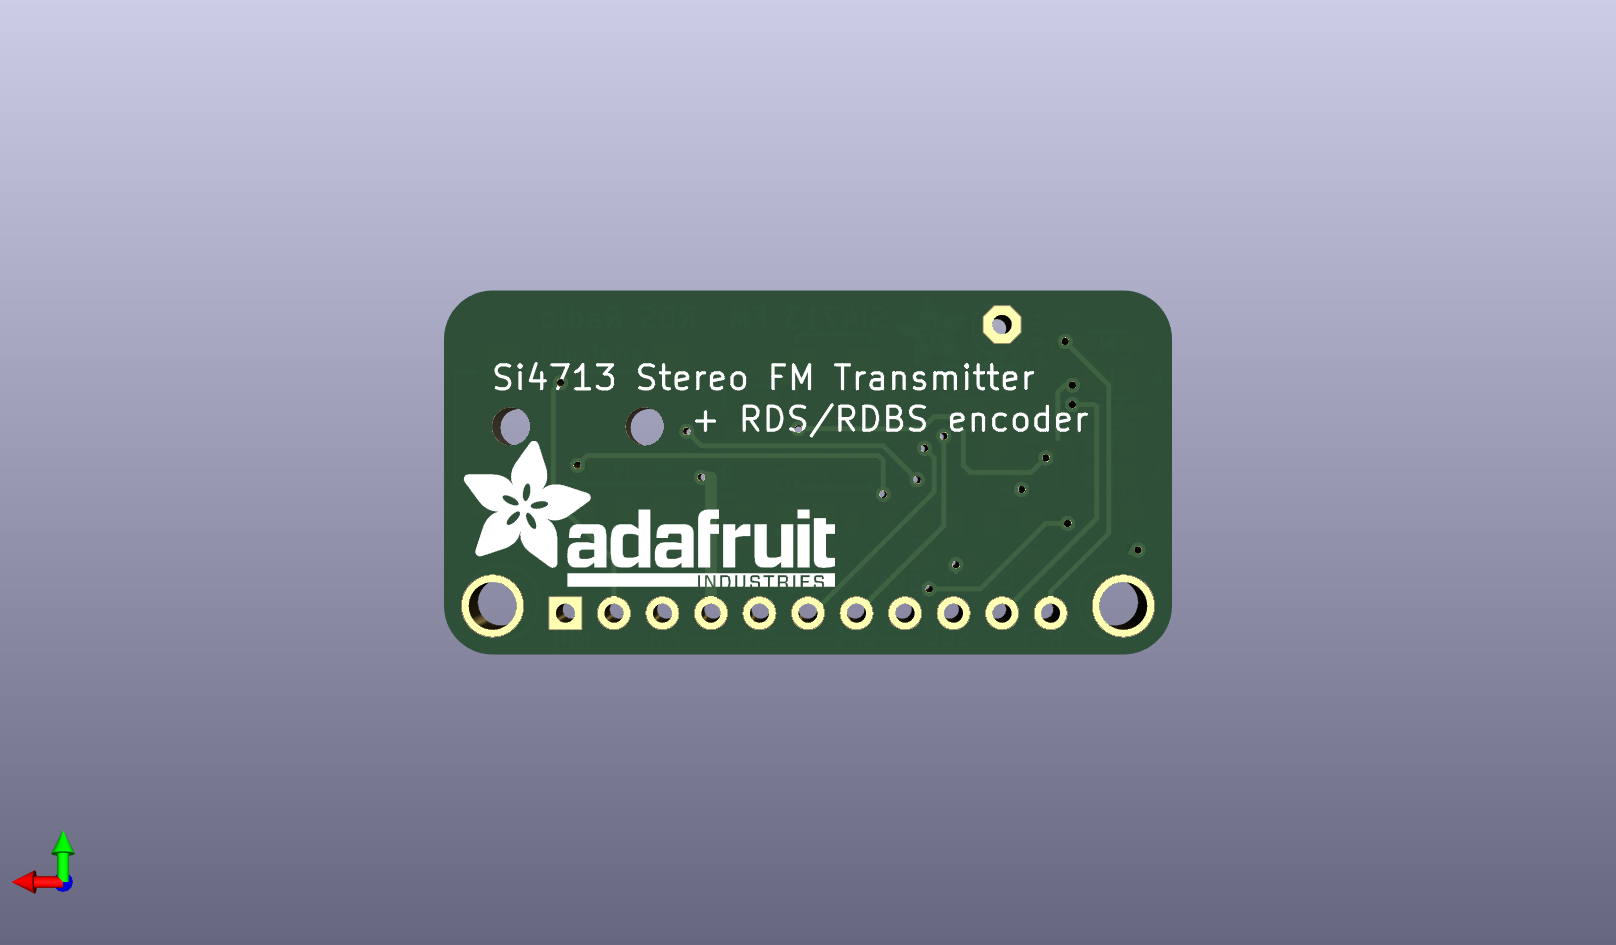 Si4713 Stereo FM Transmitter
+ RDS/RDBS encoder
adafruit
INDUSTRIES